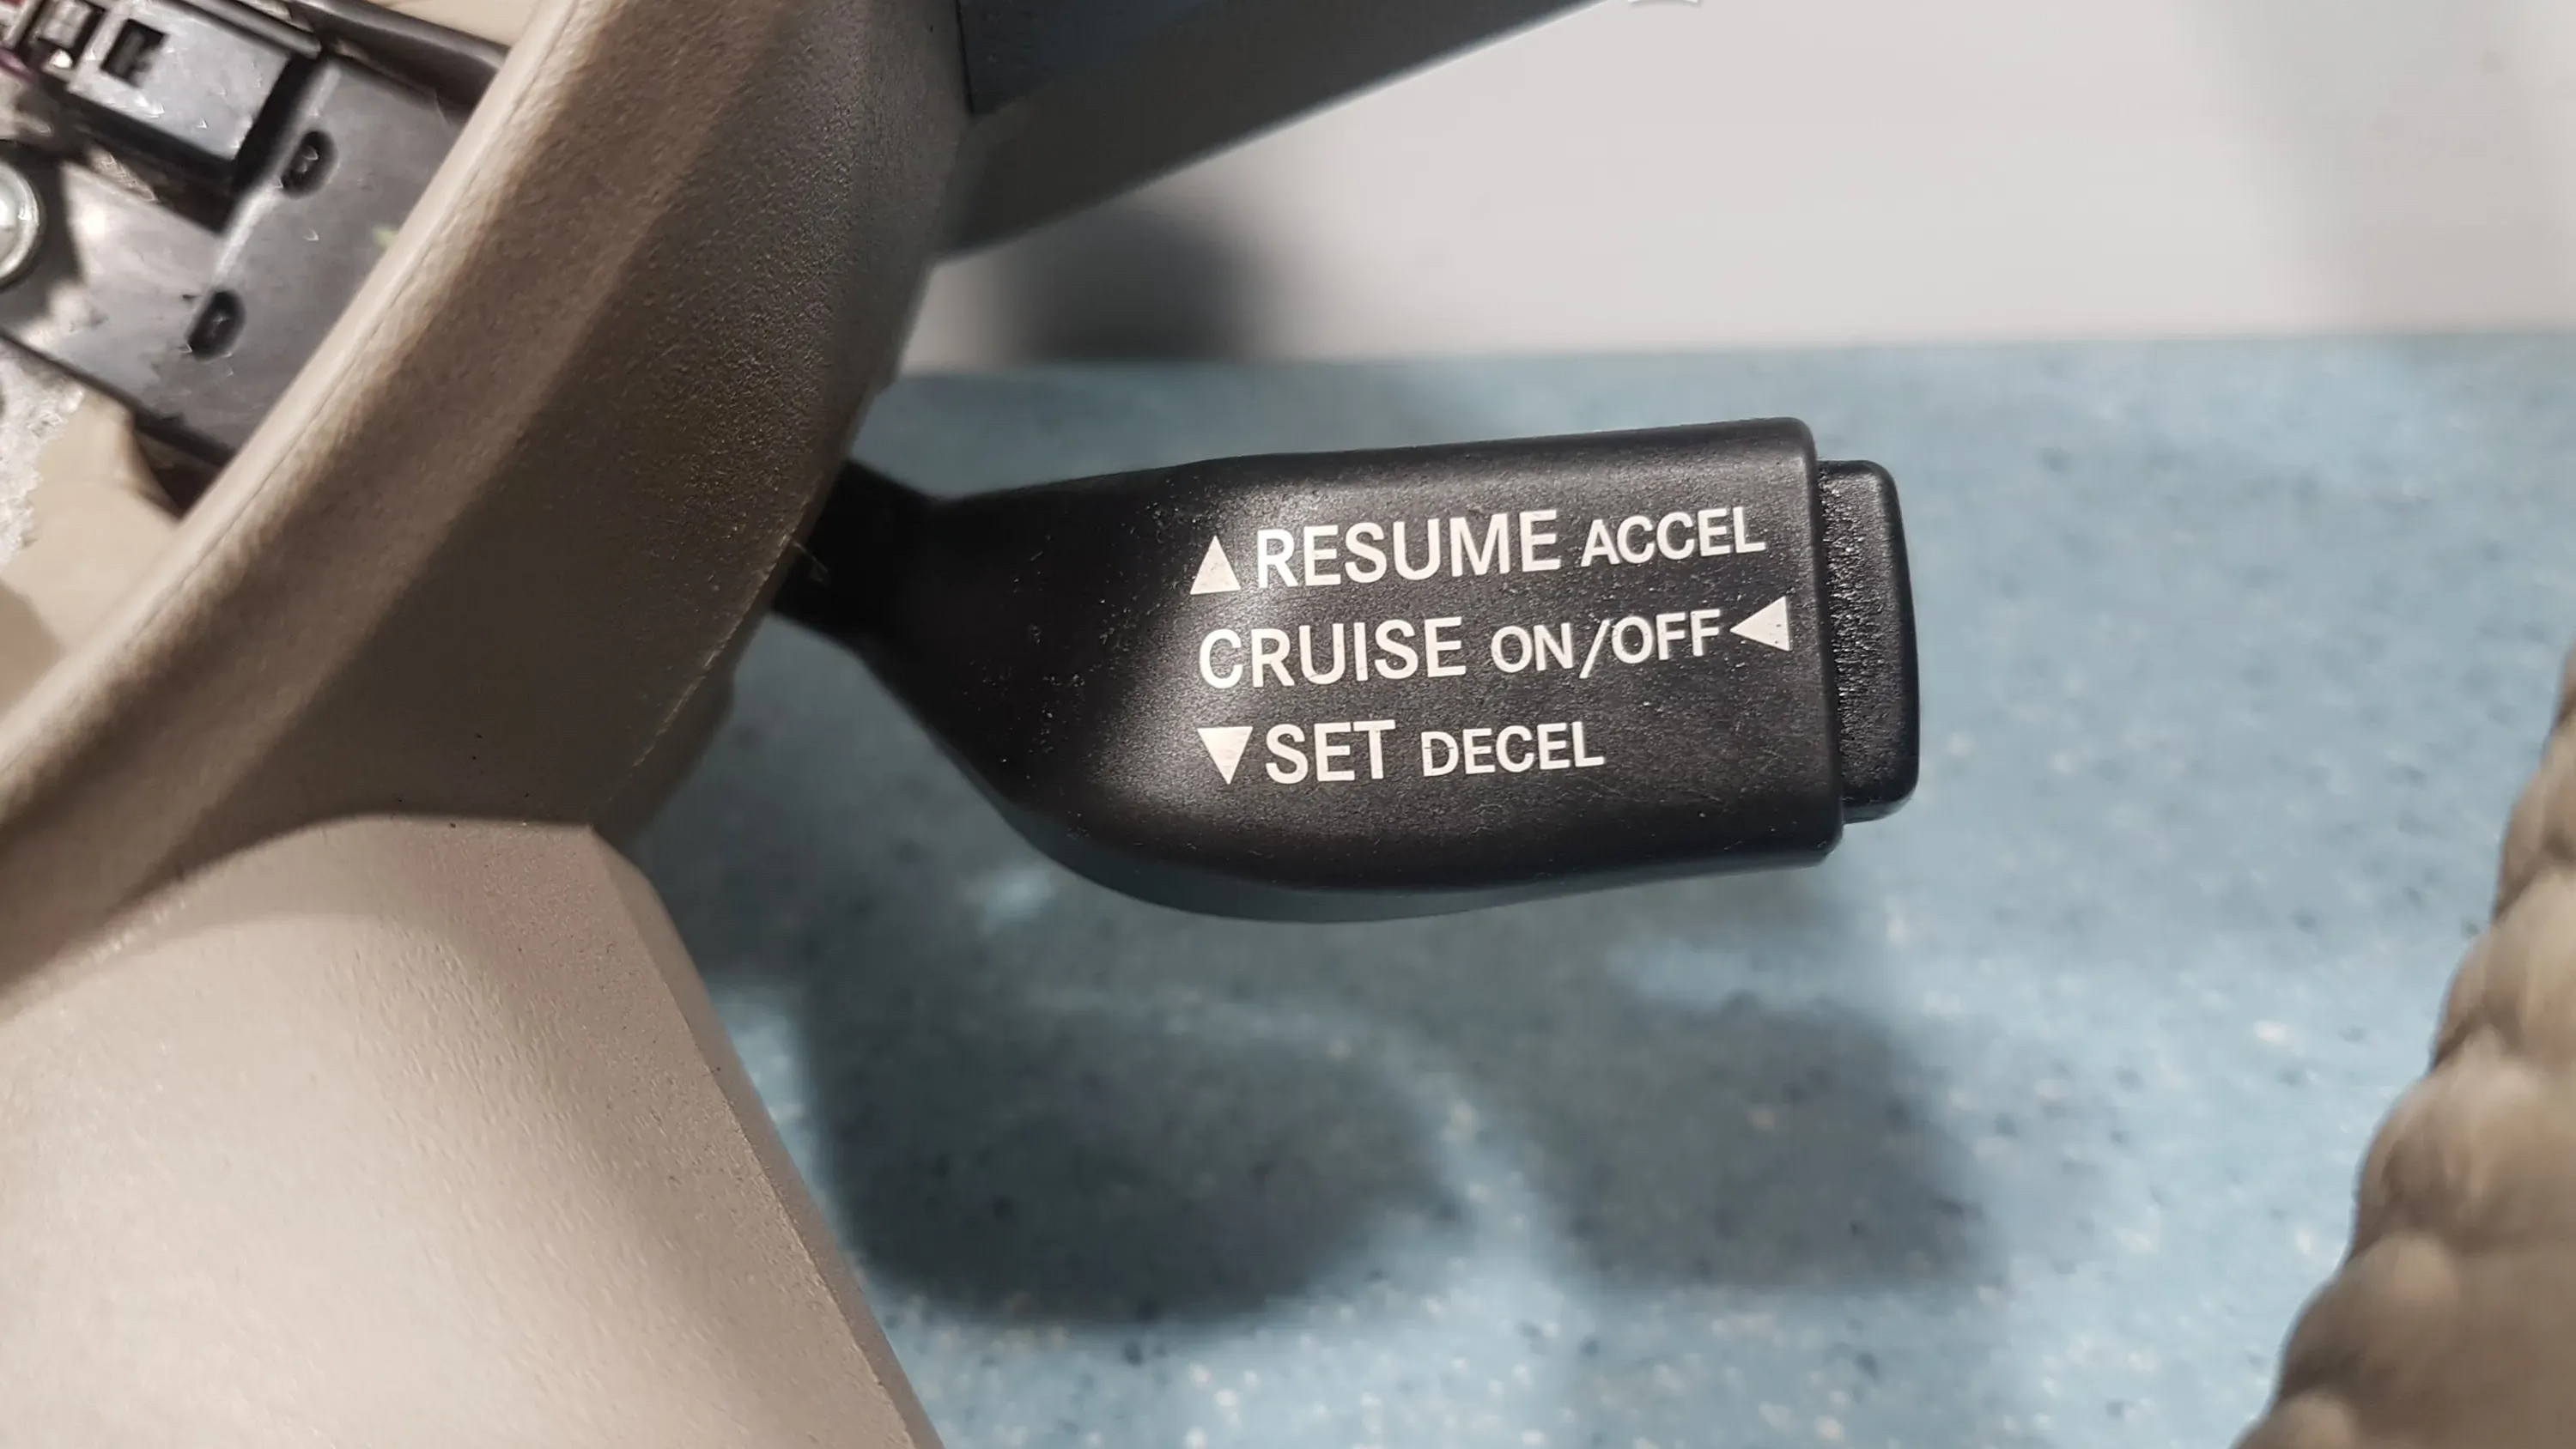 ▲RESUME ACCEL
CRUISE ON/OFF◀
▼SET DECEL